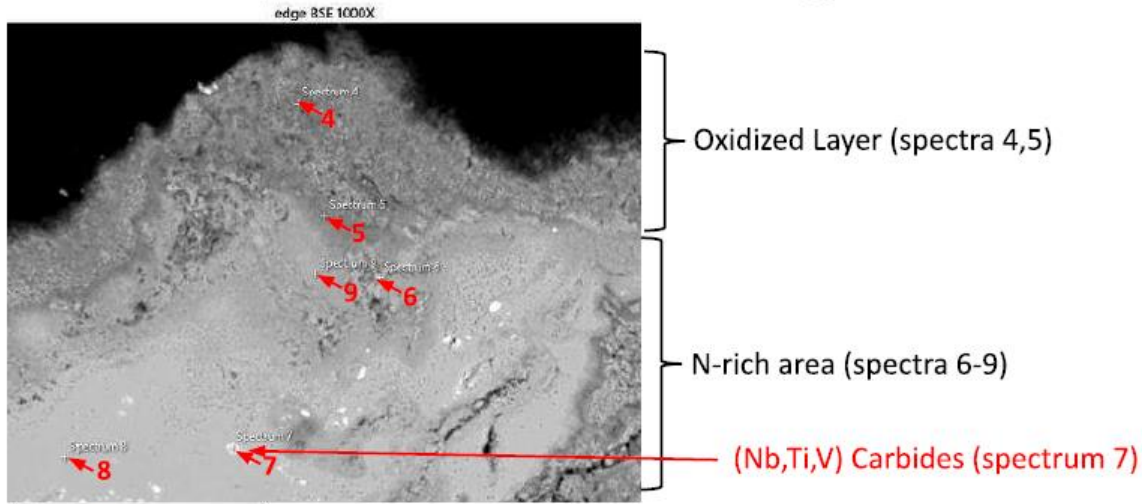 edge BSE 1000X
Spectrum 4
4
Oxidized Layer (spectra 4,5)
Spectrum 5
5
Spectrum 9
Spectrum 6
9
6
N-rich area (spectra 6-9)
Spectrum 7
Spectrum 8
7
8
(Nb,Ti,V) Carbides (spectrum 7)